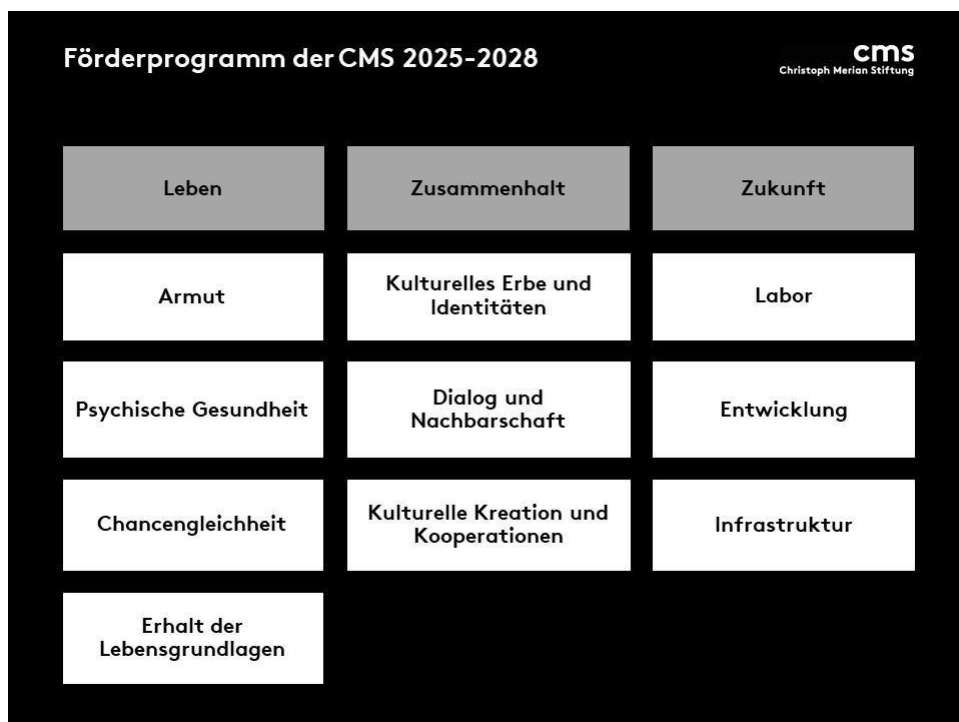 Förderprogramm der CMS 2025-2028
cms
Christoph Merian Stiftung
Leben
Zusammenhalt
Zukunft
Armut
Kulturelles Erbe und
Identitäten
Labor
Psychische Gesundheit
Dialog und
Nachbarschaft
Entwicklung
Chancengleichheit
Kulturelle Kreation und
Kooperationen
Infrastruktur
Erhalt der
Lebensgrundlagen